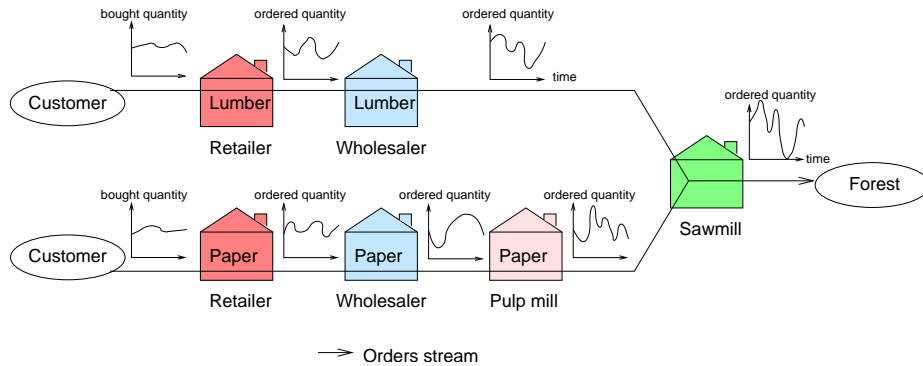 bought quantity
ordered quantity
ordered quantity
time
Customer
Lumber
Lumber
Retailer
Wholesaler
ordered quantity
time
Forest
Sawmill
bought quantity
ordered quantity
ordered quantity
ordered quantity
Customer
Paper
Paper
Paper
Retailer
Wholesaler
Pulp mill
Orders stream